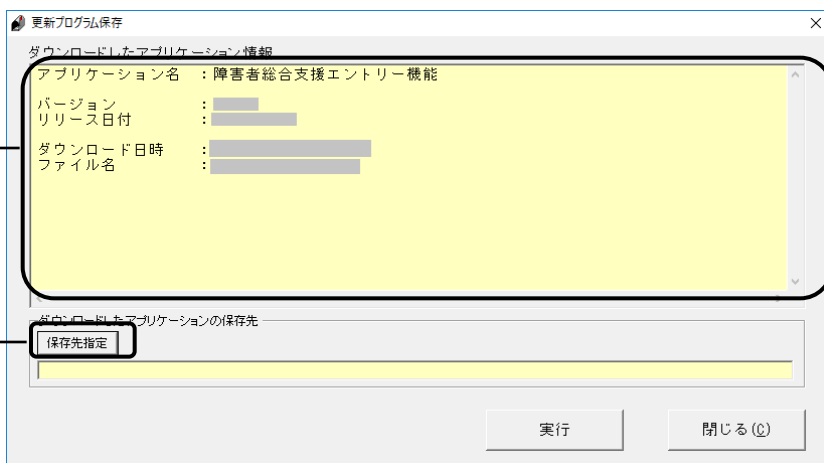 更新プログラム保存
ダウンロードしたアプリケーション情報
アプリケーション名 :障害者総合支援エントリー機能
バージョン :
リリース日付 :
ダウンロード日時 :
ファイル名 :
ダウンロードしたアプリケーションの保存先
保存先指定
実行
閉じる(C)